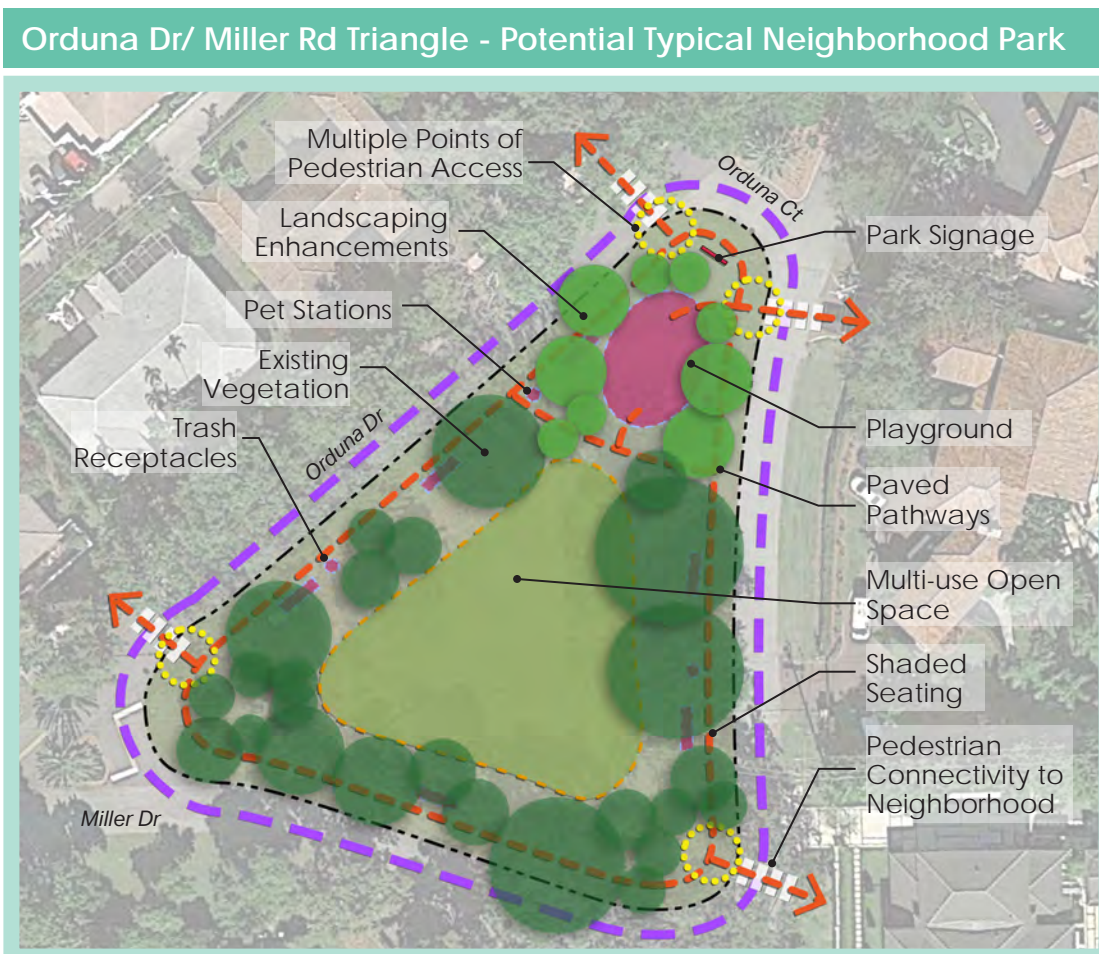 Orduna Dr/ Miller Rd Triangle - Potential Typical Neighborhood Park
Multiple Points of
Pedestrian Access
Landscaping
Enhancements
Pet Stations
Existing
Vegetation
Trash
Receptacles
Orduna Dr
Miller Dr
Orduna Ct
Park Signage
Playground
Paved
Pathways
Multi-use Open
Space
Shaded
Seating
Pedestrian
Connectivity to
Neighborhood